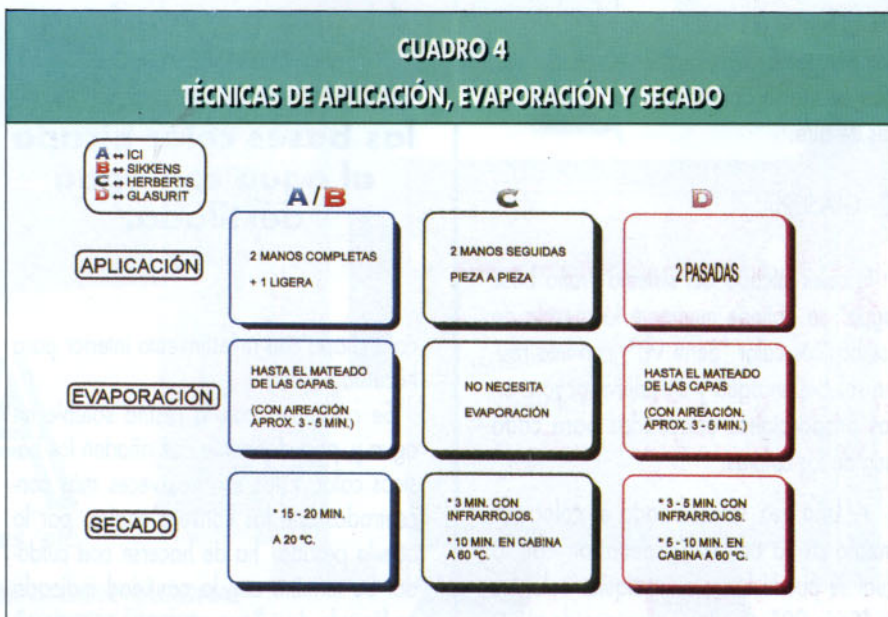 CUADRO 4
TÉCNICAS DE APLICACIÓN, EVAPORACIÓN Y SECADO
A ↔ ICI
B ↔ SIKKENS
C ↔ HERBERTS
D ↔ GLASURIT
A/B
C
D
APLICACIÓN
2 MANOS COMPLETAS
+ 1 LIGERA
2 MANOS SEGUIDAS
PIEZA A PIEZA.
2 PASADAS
EVAPORACIÓN
HASTA EL MATEADO
DE LAS CAPAS.
(CON AIREACIÓN
APROX. 3 - 5 MIN.)
NO NECESITA
EVAPORACIÓN
HASTA EL MATEADO
DE LAS CAPAS.
(CON AIREACIÓN.
APROX. 3 - 5 MIN.)
SECADO
* 15 - 20 MIN.
A 20 ºC.
* 3 MIN. CON
INFRARROJOS.
* 10 MIN. EN CABINA
A 60 ºC.
* 3 - 5 MIN. CON
INFRARROJOS.
* 5 - 10 MIN. EN
CABINA A 60 ºC.